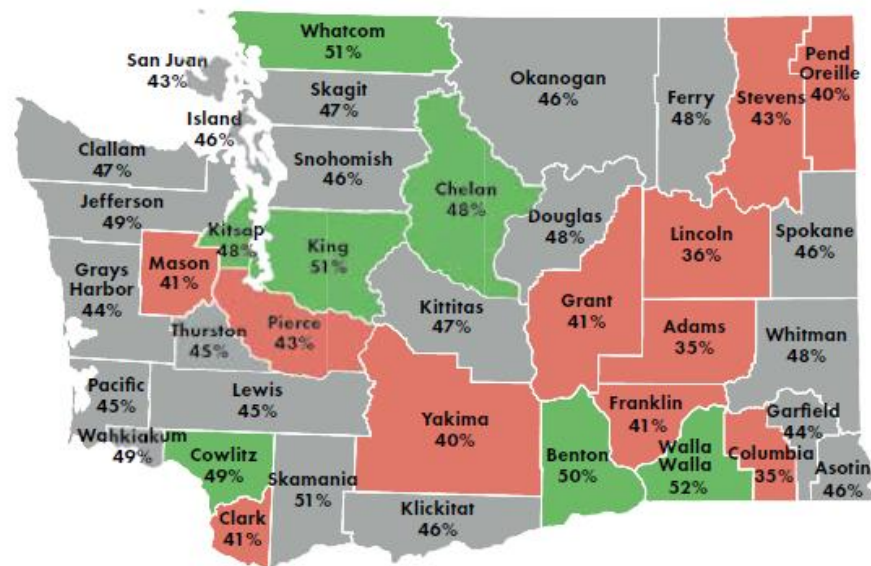 Whatcom
51%
San Juan
43%
Skagit
47%
Okanogan
46%
Ferry
48%
Stevens
43%
Pend
Oreille
40%
Island
46%
Clallam
47%
Snohomish
46%
Chelan
48%
Jefferson
49%
Kitsap
48%
King
51%
Douglas
48%
Lincoln
36%
Spokane
46%
Mason
41%
Grays
Harbor
44%
Kittitas
47%
Grant
41%
Thurston
45%
Pierce
43%
Adams
35%
Whitman
48%
Pacific
45%
Lewis
45%
Yakima
40%
Franklin
41%
Garfield
44%
Wahkiakum
49%
Cowlitz
49%
Skamania
51%
Benton
50%
Walla
Walla
52%
Columbia
35%
Asotin
46%
Clark
41%
Klickitat
46%